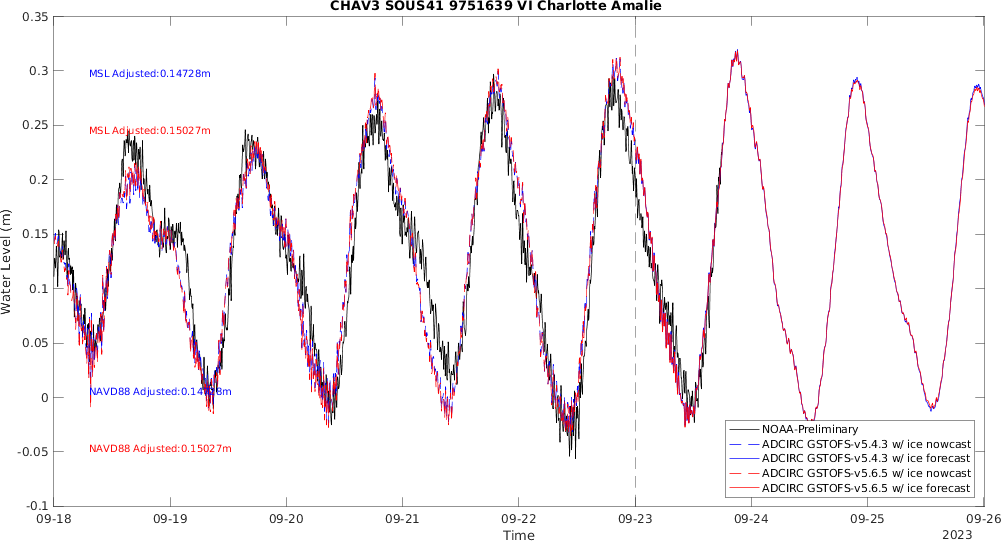 CHAV3 SOUS41 9751639 VI Charlotte Amalie
Water Level (m)
0.35
0.3
0.25
0.2
0.15
0.1
0.05
0
-0.05
-0.1
MSL Adjusted:0.14728m
MSL Adjusted:0.15027m
NAVD88 Adjusted:0.14728m
NAVD88 Adjusted:0.15027m
NOAA-Preliminary
ADCIRC GSTOFS-v5.4.3 w/ ice nowcast
ADCIRC GSTOFS-v5.4.3 w/ ice forecast
ADCIRC GSTOFS-v5.6.5 w/ ice nowcast
ADCIRC GSTOFS-v5.6.5 w/ ice forecast
09-18 09-19 09-20 09-21 09-22 09-23 09-24 09-25 09-26
Time
2023